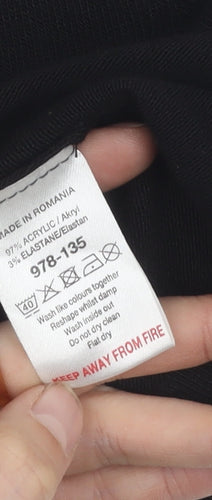 MADE IN ROMANIA
97% ACRYLIC / Akryl
3% ELASTANE/Elastan
978-135
40
Wash like colours together
Reshape whilst damp
Wash inside out
Do not dry clean
Flat dry
KEEP AWAY FROM FIRE